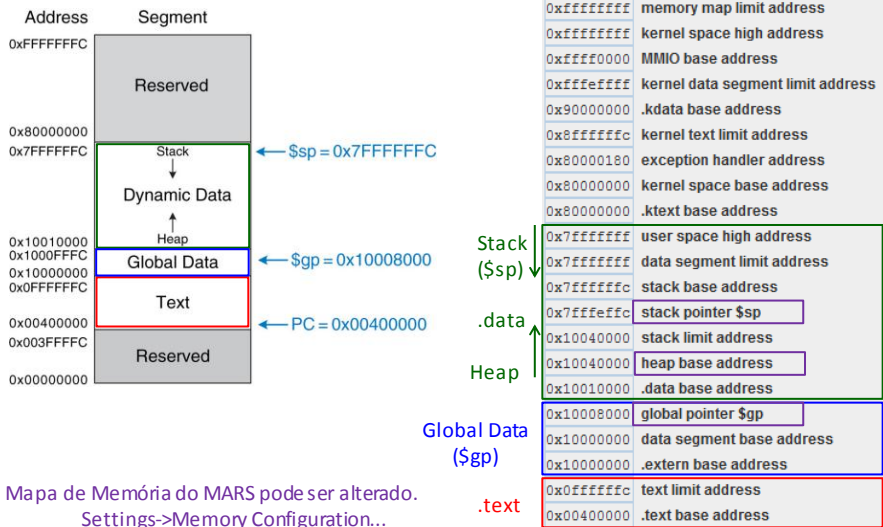 Address Segment
0xFFFFFFFC
Reserved
0x80000000
0x7FFFFFFC
Stack
$sp = 0x7FFFFFFC
Dynamic Data
Heap
0x10010000
0x1000FFFC
Global Data
$gp = 0x10008000
0x10000000
0x0FFFFFFC
Text
0x00400000
PC = 0x00400000
0x003FFFFC
Reserved
0x00000000
Mapa de Memória do MARS pode ser alterado.
Settings->Memory Configuration...
0xffffffff memory map limit address
0xffffffff kernel space high address
0xffff0000 MMIO base address
0xfffeffff kernel data segment limit address
0x90000000 .kdata base address
0x8ffffffc kernel text limit address
0x80000180 exception handler address
0x80000000 kernel space base address
0x80000000 .ktext base address
Stack
($sp)
0x7fffffff user space high address
0x7fffffff data segment limit address
0x7ffffffc stack base address
0x7fffeffc stack pointer $sp
.data
0x10040000 stack limit address
0x10040000 heap base address
Heap
0x10010000 .data base address
Global Data
($gp)
0x10008000 global pointer $gp
0x10000000 data segment base address
0x10000000 .extern base address
.text
0x0ffffffc text limit address
0x00400000 .text base address